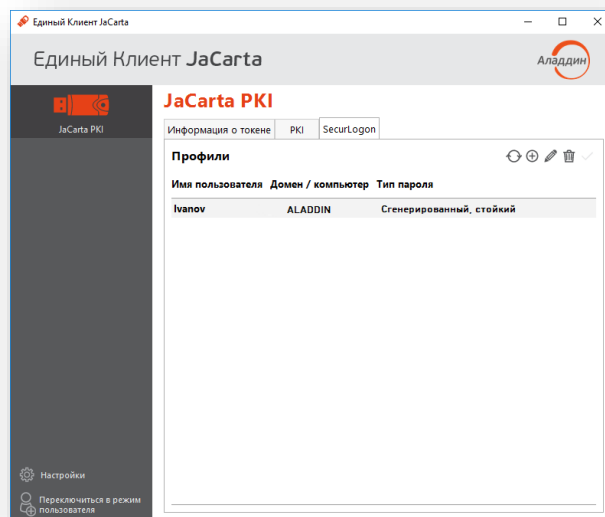 Единый Клиент JaCarta
Единый Клиент JaCarta
Аладдин
JaCarta PKI
JaCarta PKI
Информация о токене PKI SecurLogon
Профили
Имя пользователя Домен / компьютер Тип пароля
Ivanov ALADDIN Сгенерированный, стойкий
Настройки
Переключиться в режим
пользователя